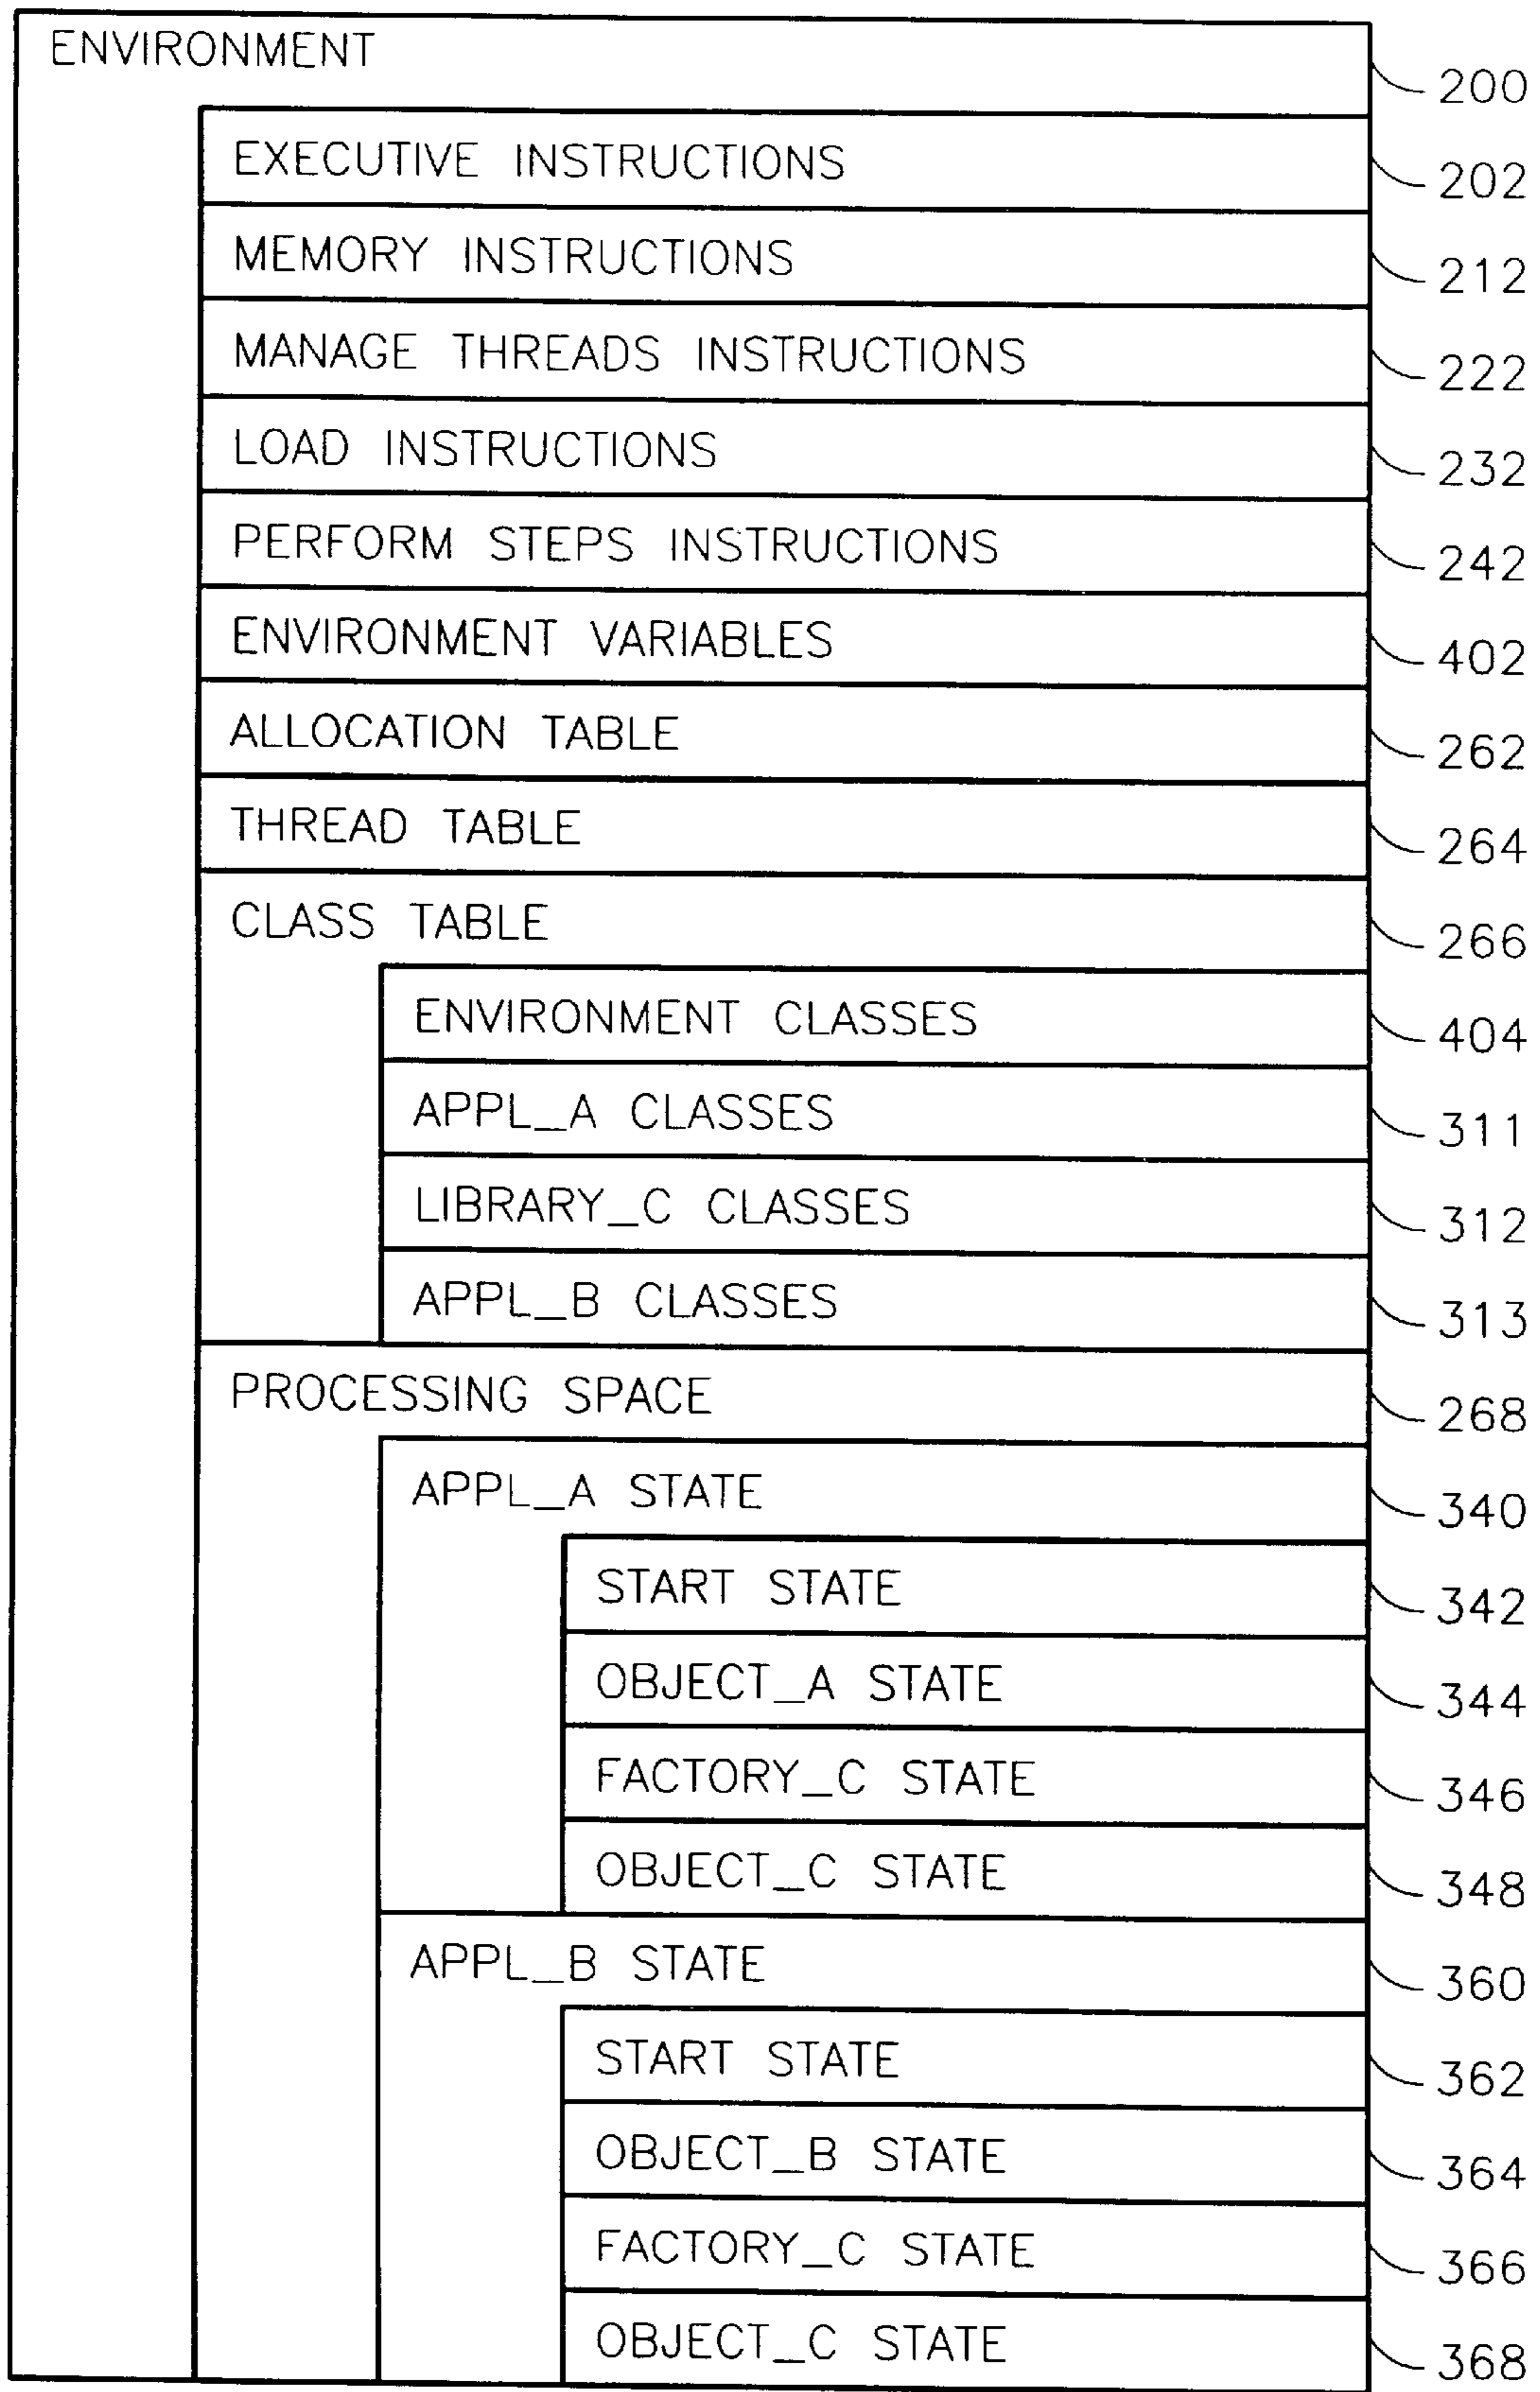 ENVIRONMENT 200
EXECUTIVE INSTRUCTIONS 202
MEMORY INSTRUCTIONS 212
MANAGE THREADS INSTRUCTIONS 222
LOAD INSTRUCTIONS 232
PERFORM STEPS INSTRUCTIONS 242
ENVIRONMENT VARIABLES 402
ALLOCATION TABLE 262
THREAD TABLE 264
CLASS TABLE 266
ENVIRONMENT CLASSES 404
APPL_A CLASSES 311
LIBRARY_C CLASSES 312
APPL_B CLASSES 313
PROCESSING SPACE 268
APPL_A STATE 340
START STATE 342
OBJECT_A STATE 344
FACTORY_C STATE 346
OBJECT_C STATE 348
APPL_B STATE 360
START STATE 362
OBJECT_B STATE 364
FACTORY_C STATE 366
OBJECT_C STATE 368